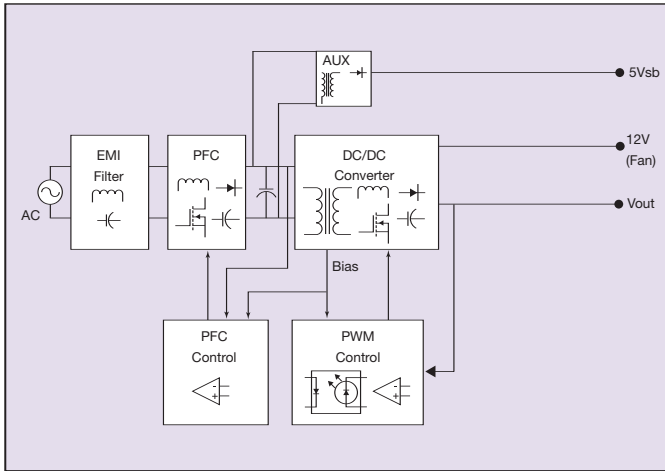 AUX
5Vsb
EMI
Filter
PFC
DC/DC
Converter
12V
(Fan)
AC
Vout
Bias
PFC
Control
PWM
Control